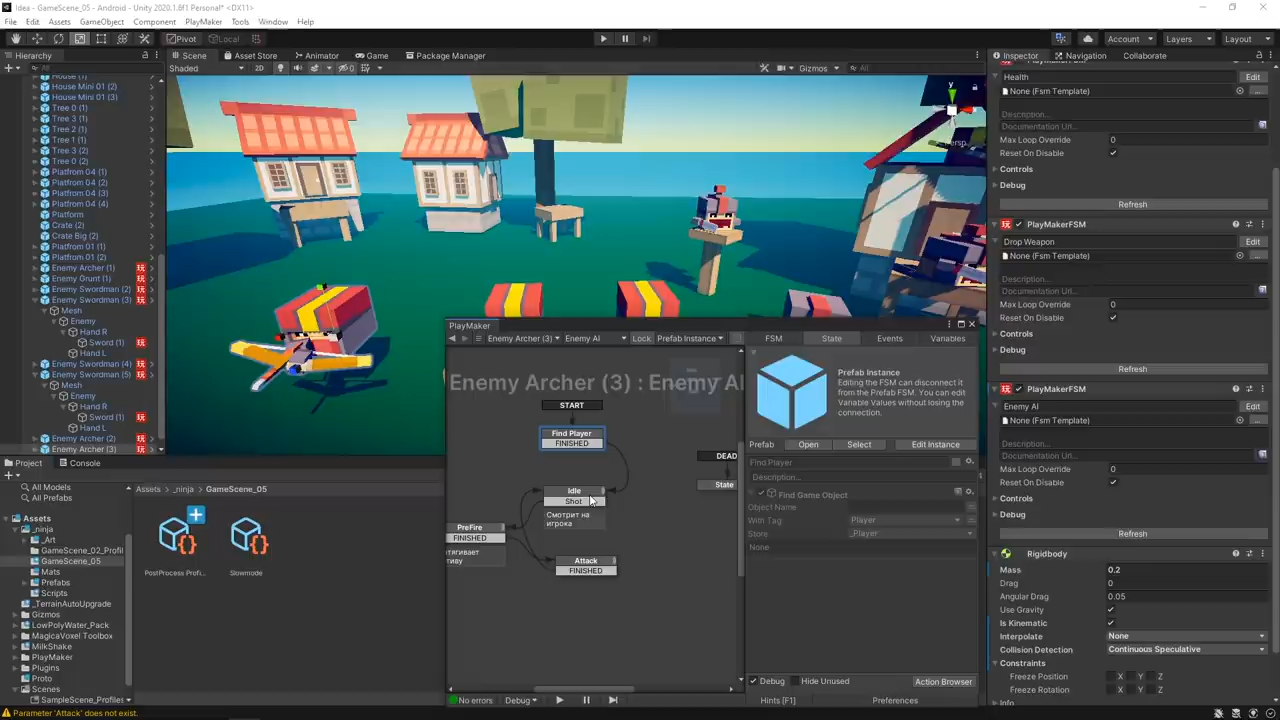 Idea - GameScene_05 - Android - Unity 2020.1.6f1 Personal* <DX11>
File Edit Assets GameObject Component PlayMaker Tools Window Help
Pivot Local Account Layers Layout
Hierarchy Scene Asset Store Animator Game Package Manager Inspector Navigation Collaborate
All Shaded 2D 0 Gizmos All
House (1)
House Mini 01 (2)
House Mini 01 (3)
Tree 0 (1)
Tree 3 (1)
Tree 2 (1)
Tree 1 (1)
Tree 3 (2)
Tree 0 (2)
Platfrom 04 (1)
Platfrom 04 (2)
Platfrom 04 (3)
Platfrom 04 (4)
Platform
Crate (2)
Crate Big (2)
Platfrom 01 (1)
Platfrom 01 (2)
Enemy Archer (1)
Enemy Grunt (1)
Enemy Swordman (2)
Enemy Swordman (3)
Mesh
Enemy
Hand R
Sword (1)
Hand L
Enemy Swordman (4)
Enemy Swordman (5)
Mesh
Enemy
Hand R
Sword (1)
Hand L
Enemy Archer (2)
Enemy Archer (3)
y
Persp
PlayMaker
Enemy Archer (3) Enemy AI Lock Prefab Instance FSM State Events Variables
Enemy Archer (3) : Enemy AI
START
Find Player
FINISHED
Idle
Shot
Смотрит на
игрока
PreFire
FINISHED
Attack
FINISHED
DEAD
State
Prefab Instance
Editing the FSM can disconnect it
from the Prefab FSM. You can edit
Variable Values without losing the
connection.
Prefab Open Select Edit Instance
Find Player
Description...
Find Game Object
Object Name
With Tag Player
Store _Player
None
Debug Hide Unused Action Browser
No errors Debug Hints [F1] Preferences
Health Edit
None (Fsm Template) ...
Description...
Documentation Url...
Max Loop Override 0
Reset On Disable
Controls
Debug
Refresh
PlayMakerFSM
Drop Weapon Edit
None (Fsm Template) ...
Description...
Documentation Url...
Max Loop Override 0
Reset On Disable
Controls
Debug
Refresh
PlayMakerFSM
Enemy AI Edit
None (Fsm Template) ...
Description...
Documentation Url...
Max Loop Override 0
Reset On Disable
Controls
Debug
Refresh
Rigidbody
Mass 0.2
Drag 0
Angular Drag 0.05
Use Gravity
Is Kinematic
Interpolate None
Collision Detection Continuous Speculative
Constraints
Freeze Position X Y Z
Freeze Rotation X Y Z
Info
Project Console
All Models
All Prefabs
Assets
_ninja
_Art
GameScene_02_Profil
GameScene_05
Mats
Prefabs
Scripts
_TerrainAutoUpgrade
Gizmos
LowPolyWater_Pack
MagicaVoxel Toolbox
MilkShake
PlayMaker
Plugins
Proto
Scenes
SampleScene_Profiles
Assets > _ninja > GameScene_05
PostProcess Profi... Slowmode
Parameter 'Attack' does not exist.